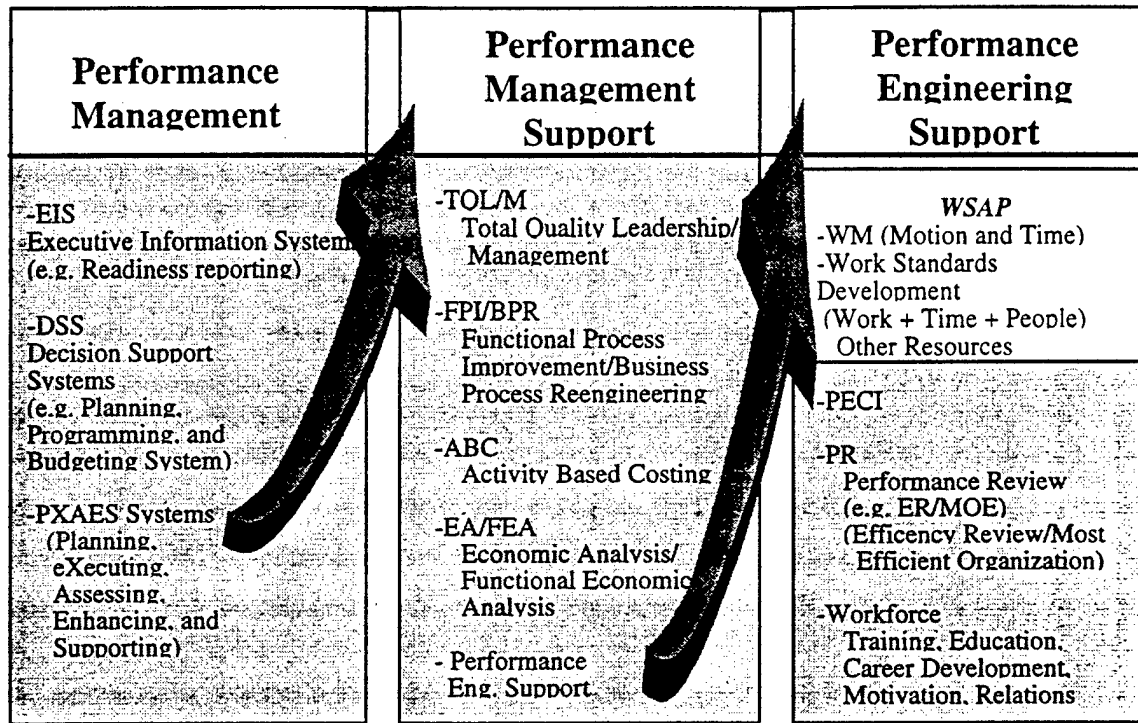 Performance
Management
-EIS
-Executive Information System
(e.g. Readiness reporting)
-DSS
Decision Support
Systems
(e.g. Planning,
Programming, and
Budgeting System)
-PXAES Systems
(Planning,
eXecuting,
Assessing,
Enhancing, and
Supporting)
Performance
Management
Support
-TOL/M
Total Quality Leadership/
Management
-FPI/BPR
Functional Process
Improvement/Business
Process Reengineering
-ABC
Activity Based Costing
-EA/FEA
Economic Analysis/
Functional Economic
Analysis
- Performance
Eng. Support
Performance
Engineering
Support
WSAP
-WM (Motion and Time)
-Work Standards
Development
(Work + Time + People)
Other Resources
-PECI
-PR
Performance Review
(e.g. ER/MOE)
(Efficency Review/Most
Efficient Organization)
-Workforce
Training, Education,
Career Development,
Motivation, Relations